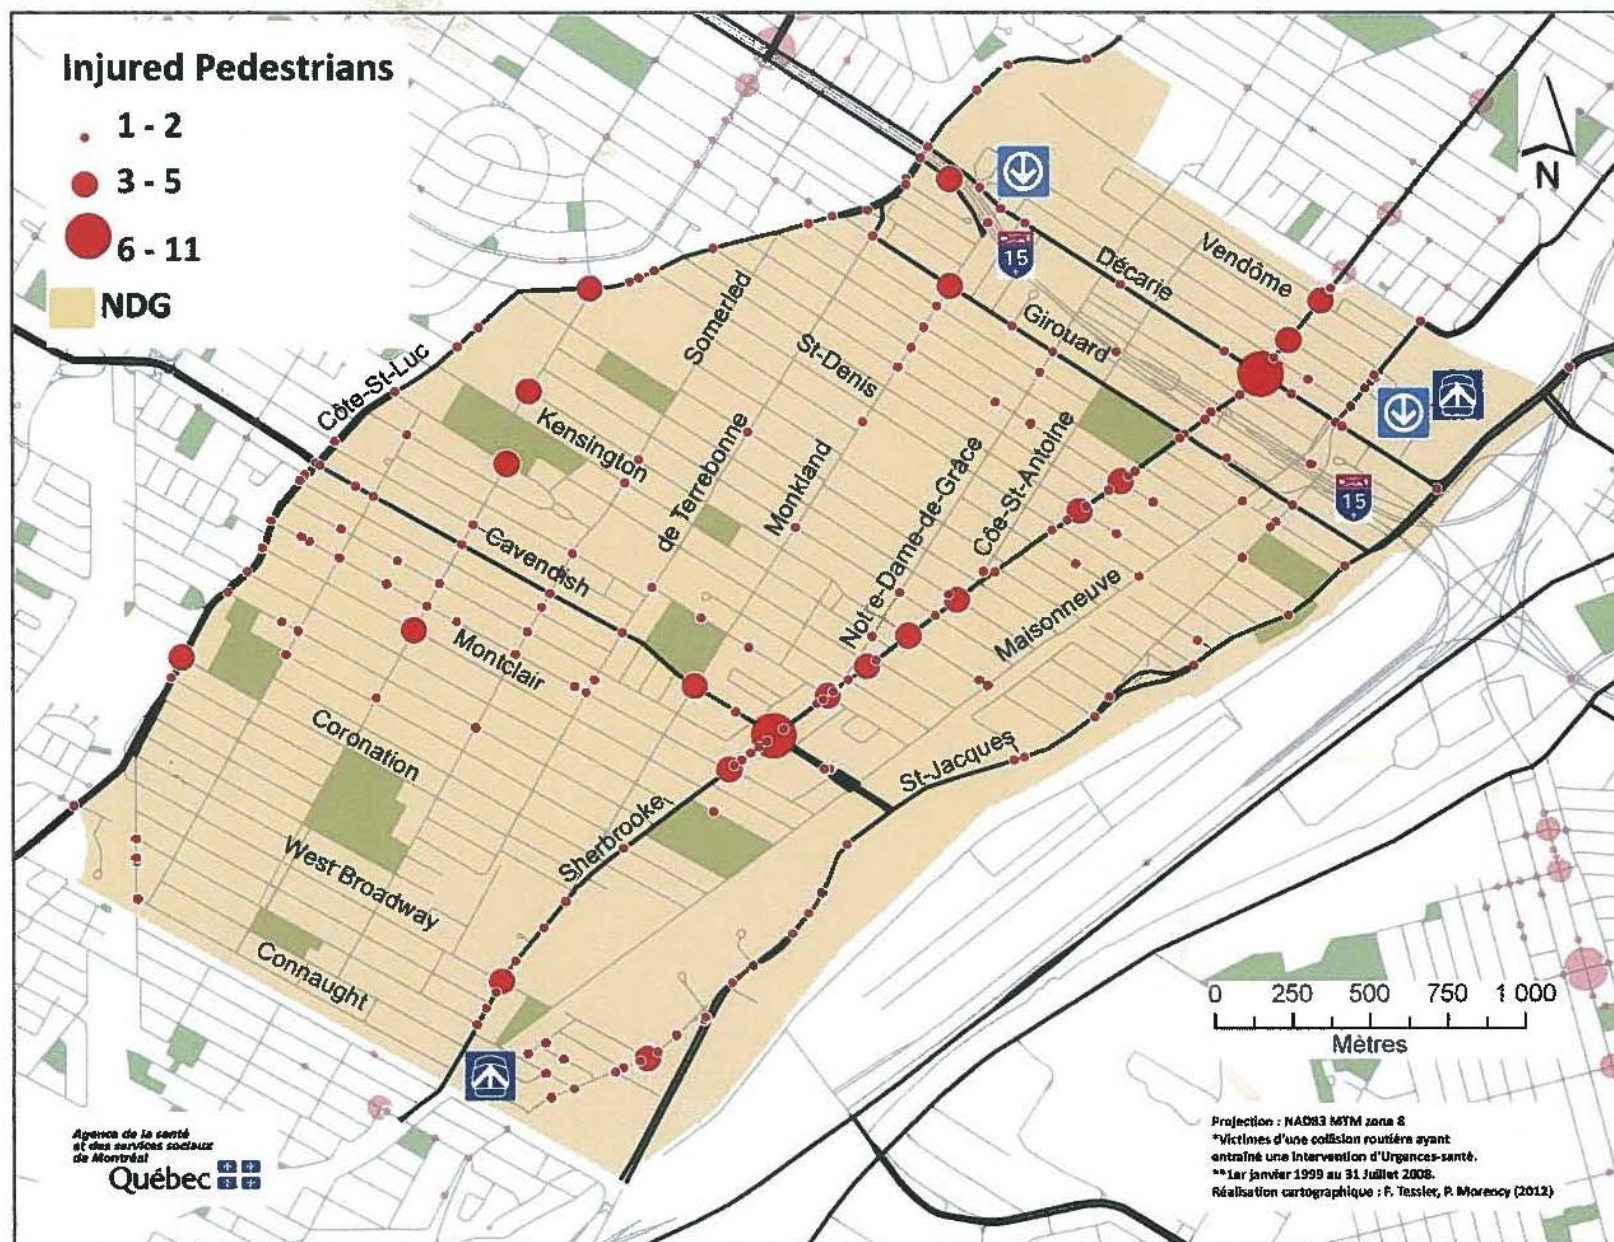 Injured Pedestrians
1 - 2
3 - 5
6 - 11
NDG
N
15
Vendôme
Décarie
Girouard
Somerled
St-Denis
Côte-St-Luc
Kensington
de Terrebonne
Monkland
Notre-Dame-de-Grâce
Côe-St-Antoine
15
Cavendish
Maisonneuve
Montclair
Coronation
St-Jacques
Sherbrooke
West Broadway
Connaught
0 250 500 750 1 000
Mètres
Agence de la santé
et des services sociaux
de Montréal
Québec
Projection : NAD83 MTM zone 8
*Victimes d'une collision routière ayant
entraîné une intervention d'Urgences-santé.
**1er janvier 1999 au 31 Juillet 2008.
Réalisation cartographique : F. Tessier, P. Morency (2012)